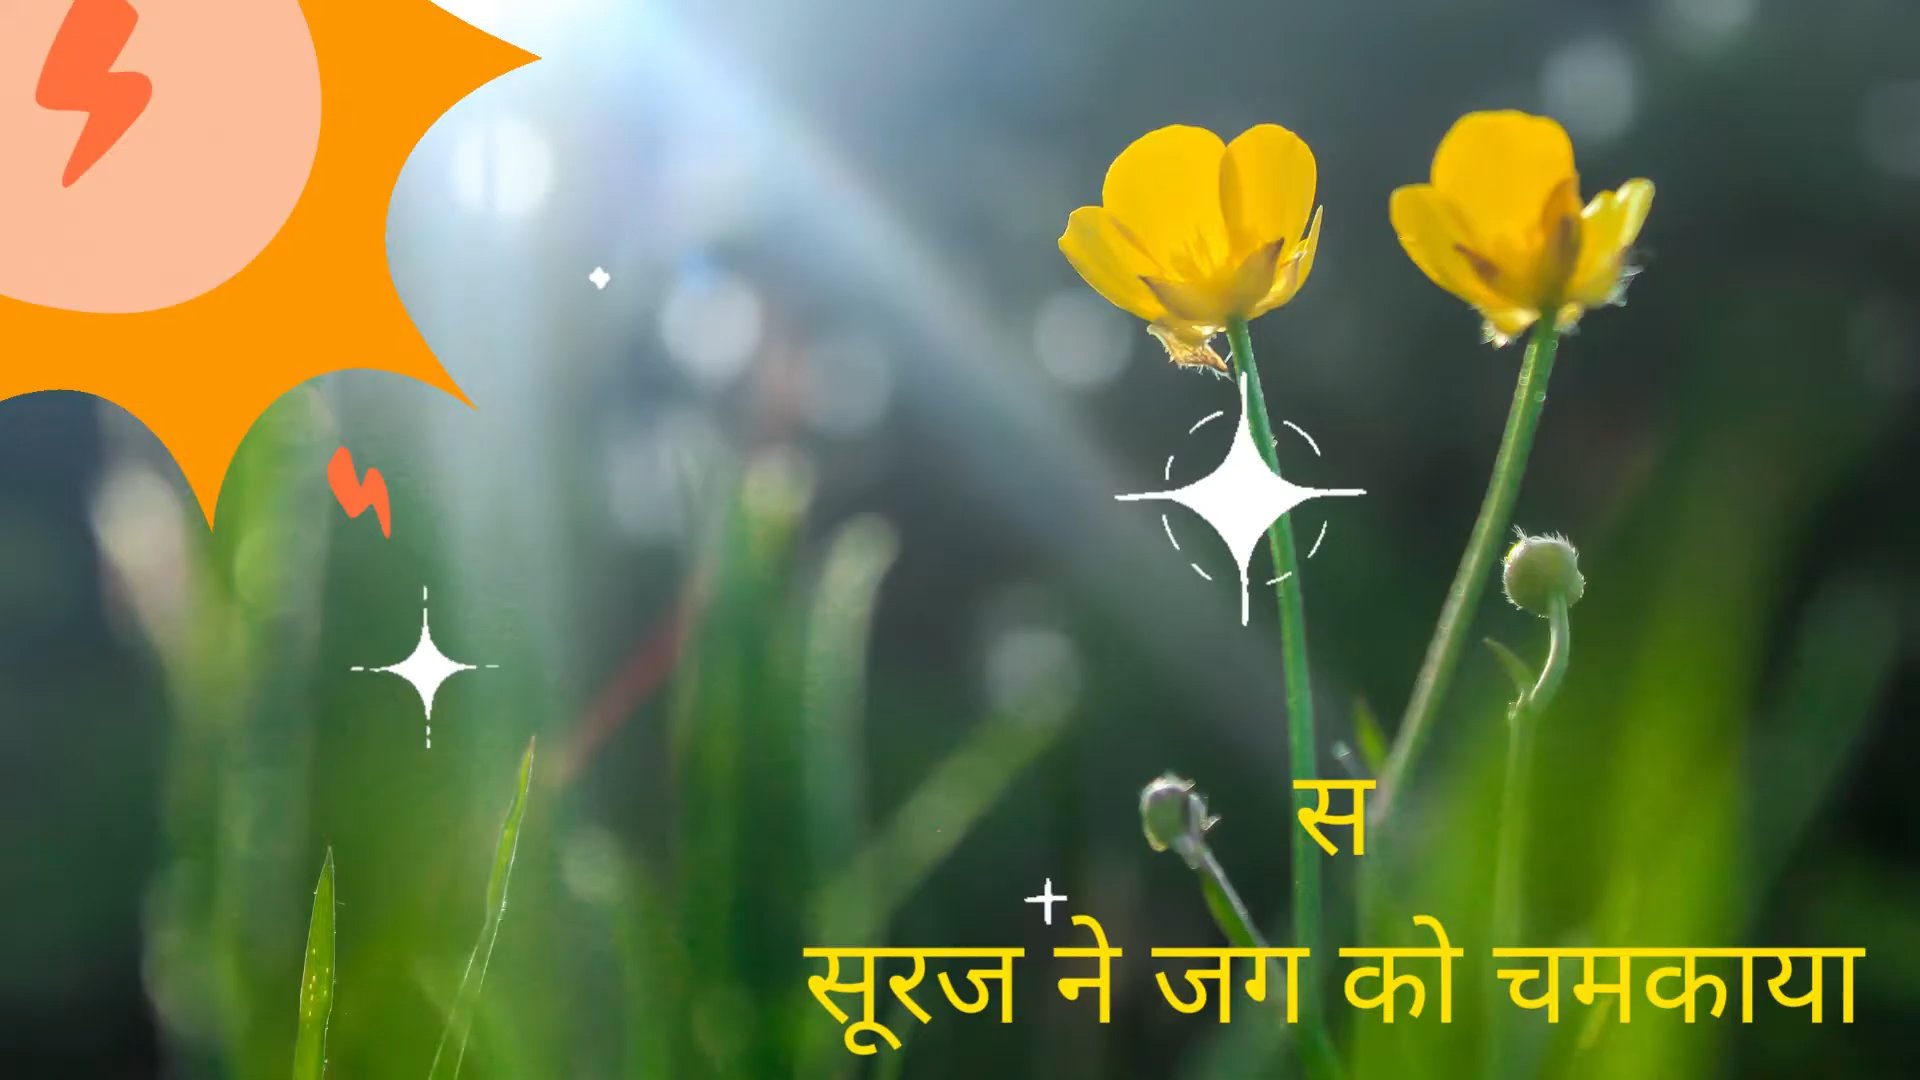 स
सूरज ने जग को चमकाया